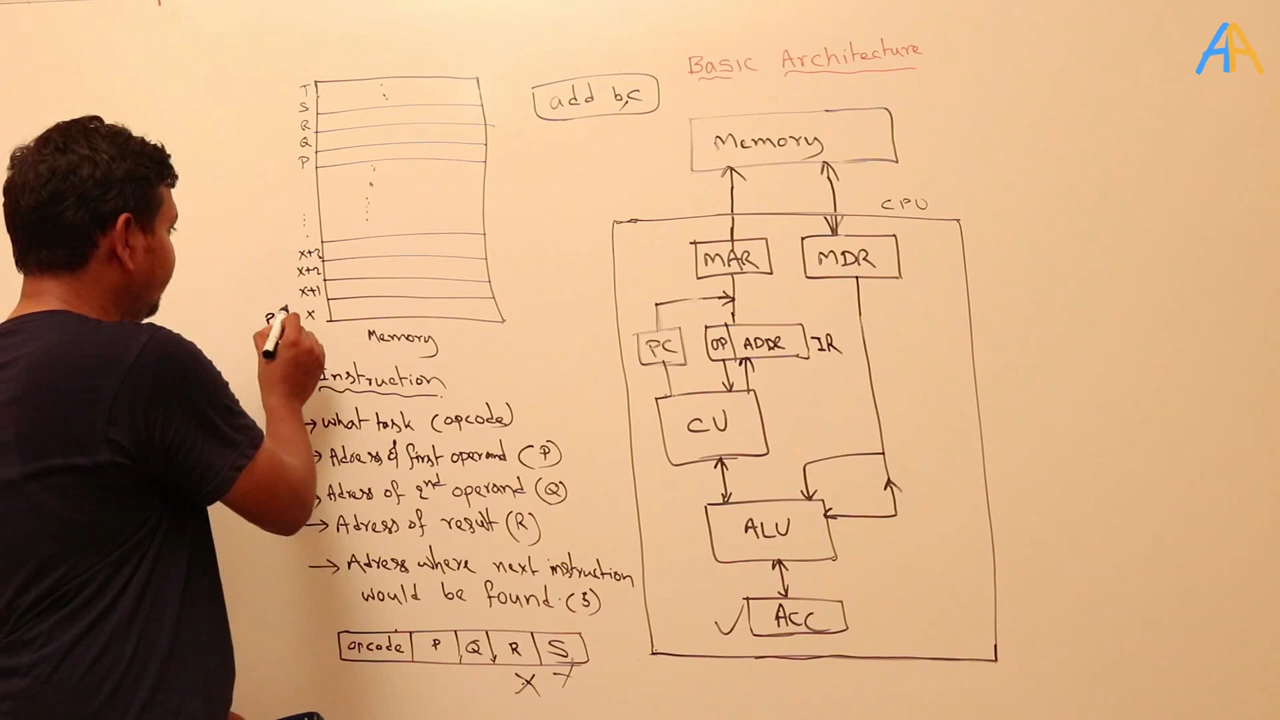 Basic Architecture
add b,c
T
S
R
Q
P
X+3
X+2
X+1
P X
Memory
Instruction
→ What task (opcode)
→ Adress of first operand (P)
→ Adress of 2nd operand (Q)
→ Adress of result (R)
→ Adress where next instruction
would be found. (S)
opcode P Q R S
X X
Memory
CPU
MAR MDR
PC OP ADDR IR
CU
ALU
ACC
AA